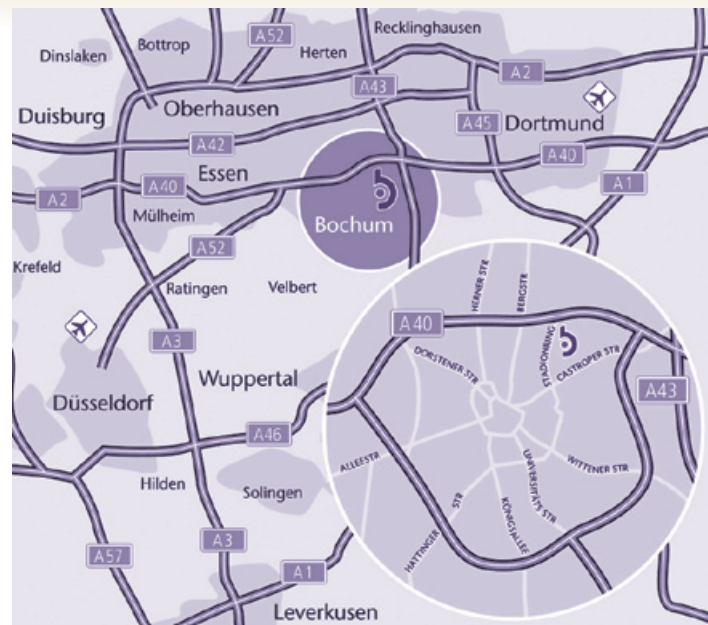 Recklinghausen
A52
Bottrop
Herten
Dinslaken
A2
A43
Duisburg
Oberhausen
A45
Dortmund
A42
A40
Essen
A1
A2
A40
Mülheim
Bochum
A52
Krefeld
Ratingen
Velbert
HERNER STR
BERGSTR
A40
STADIONRING
A3
DORSTENER STR
CASTROPER STR
Wuppertal
A43
Düsseldorf
A46
ALLEESTR
WITTENER STR
UNIVERSITÄTS STR
Hilden
Solingen
HATTINGER STR
KÖNIGSALLEE
A3
A57
A1
Leverkusen